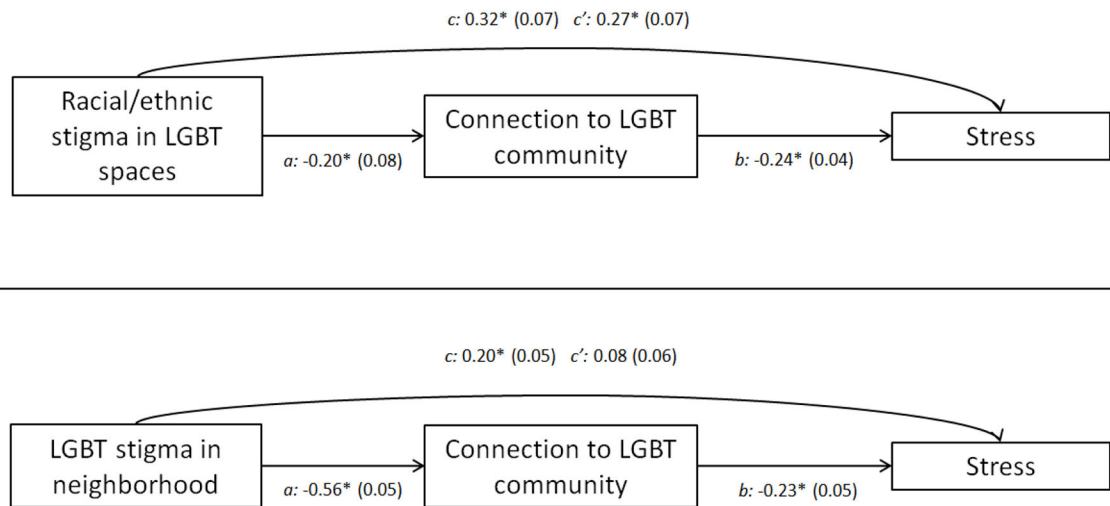 c: 0.32* (0.07) c': 0.27* (0.07)
Racial/ethnic
stigma in LGBT
spaces
a: -0.20* (0.08)
Connection to LGBT
community
b: -0.24* (0.04)
Stress
c: 0.20* (0.05) c': 0.08 (0.06)
LGBT stigma in
neighborhood
a: -0.56* (0.05)
Connection to LGBT
community
b: -0.23* (0.05)
Stress